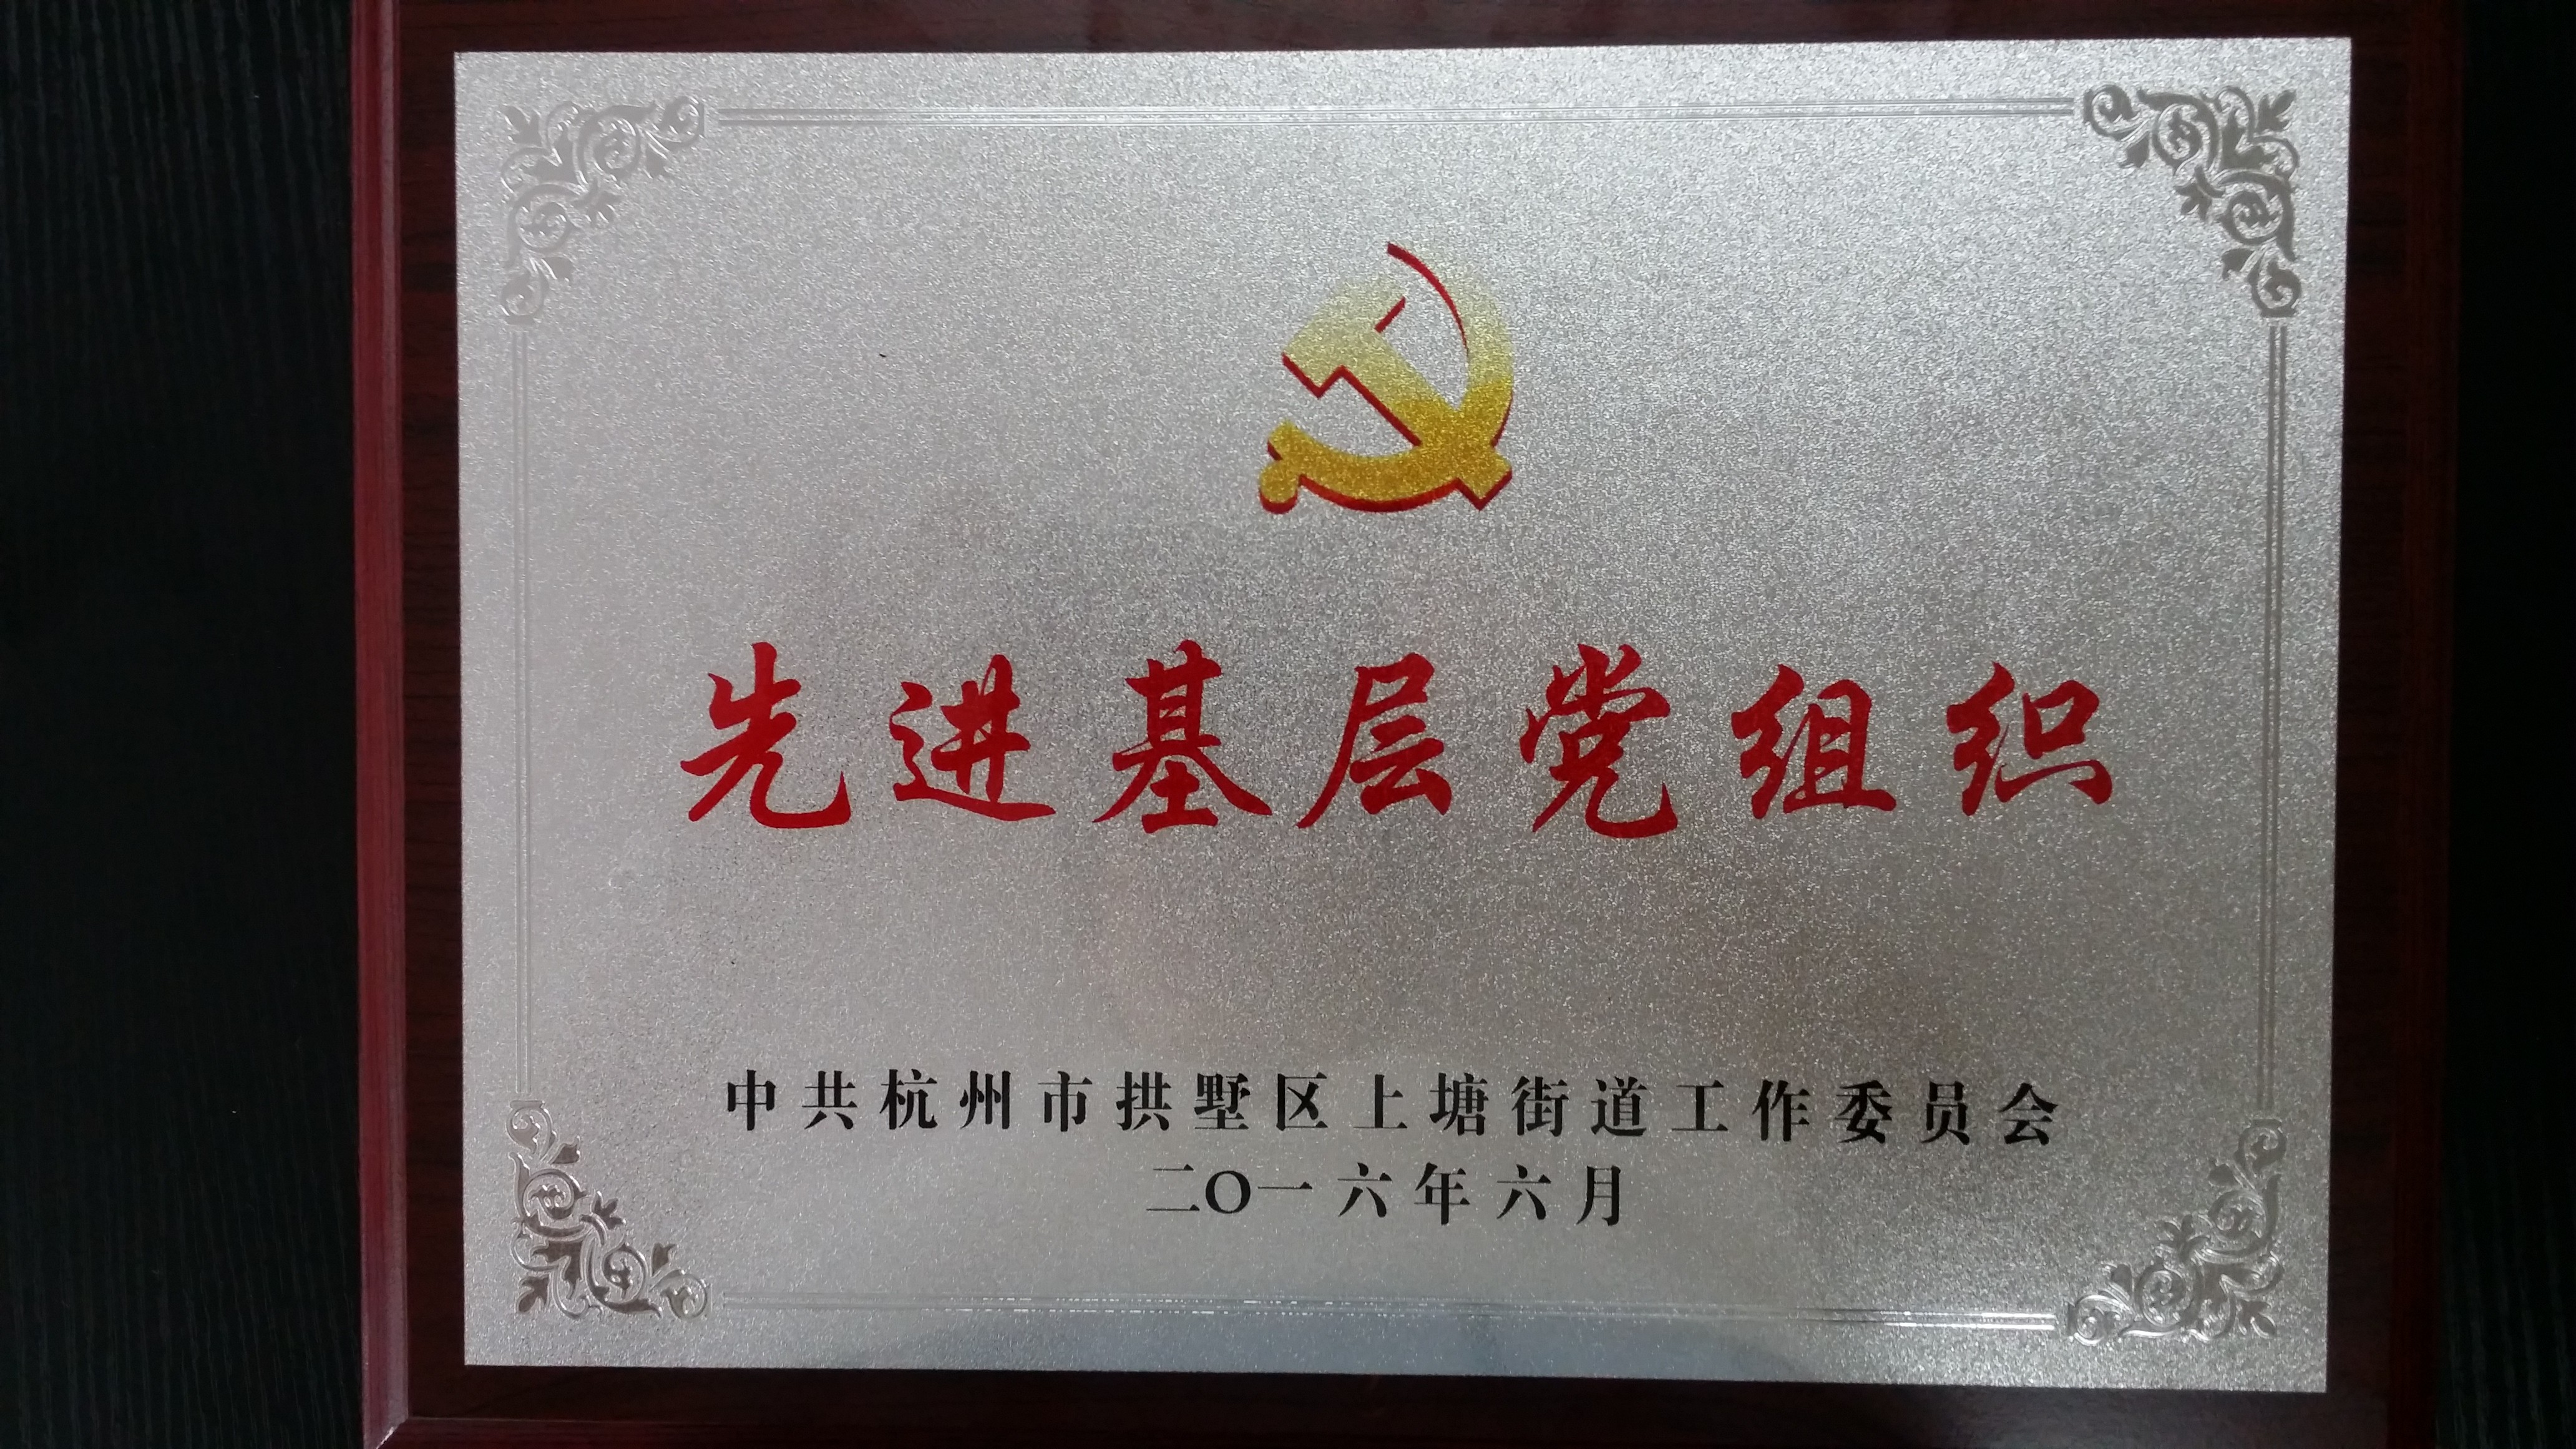 先进基层党组织
中共杭州市拱墅区上塘街道工作委员会
二〇一六年六月